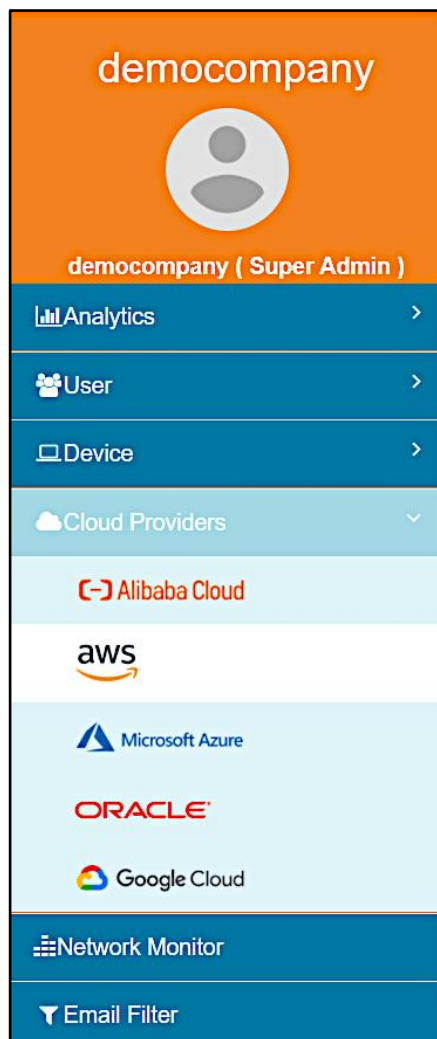 democompany
democompany ( Super Admin )
Analytics
User
Device
Cloud Providers
Alibaba Cloud
aws
Microsoft Azure
ORACLE
Google Cloud
Network Monitor
Email Filter